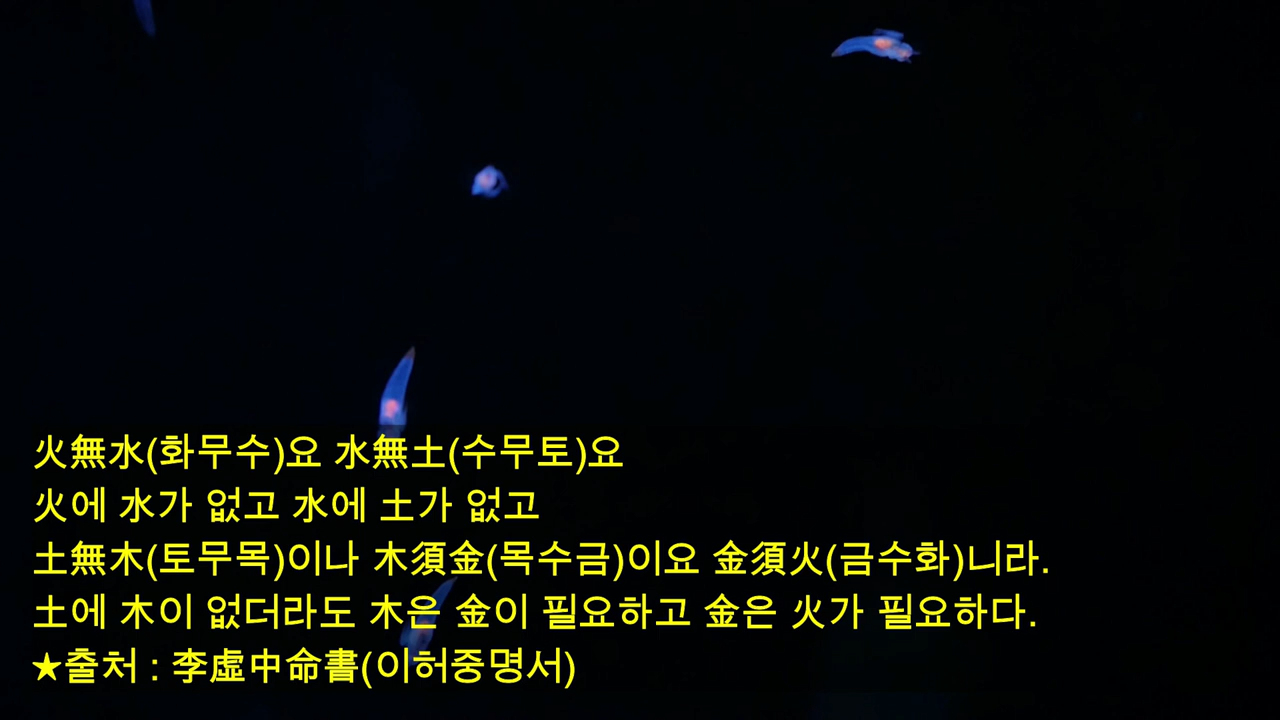 火無水(화무수)요 水無土(수무토)요
火에 水가 없고 水에 土가 없고
土無木(토무목)이나 木須金(목수금)이요 金須火(금수화)니라.
土에 木이 없더라도 木은 金이 필요하고 金은 火가 필요하다.
★출처 : 李虛中命書(이허중명서)